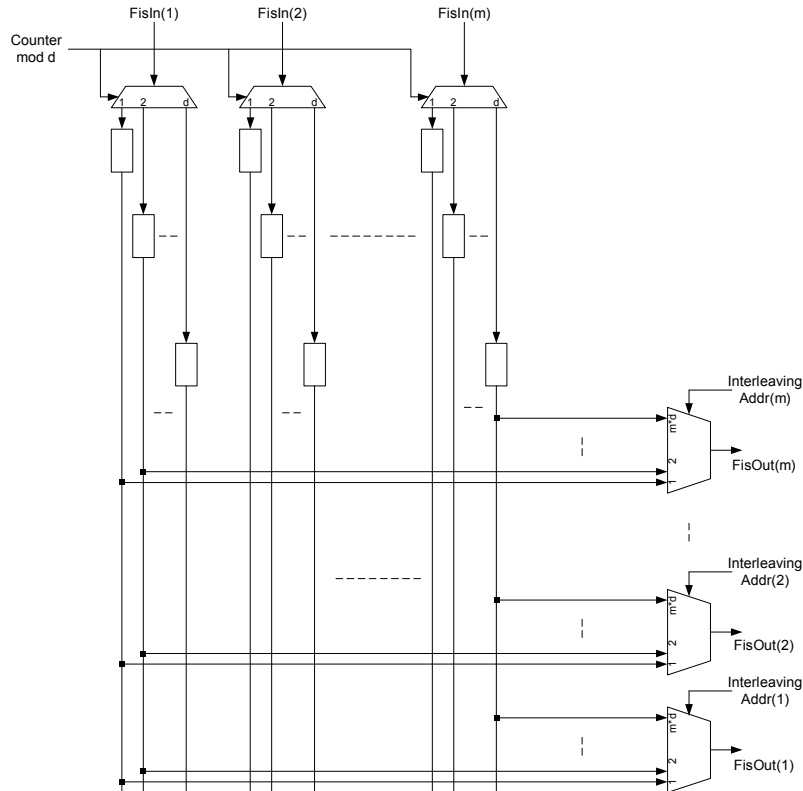 FisIn(1)
FisIn(2)
FisIn(m)
Counter
mod d
1 2 d
1 2 d
1 2 d
Interleaving
Addr(m)
m*d
2
1
FisOut(m)
Interleaving
Addr(2)
m*d
2
1
FisOut(2)
Interleaving
Addr(1)
m*d
2
1
FisOut(1)